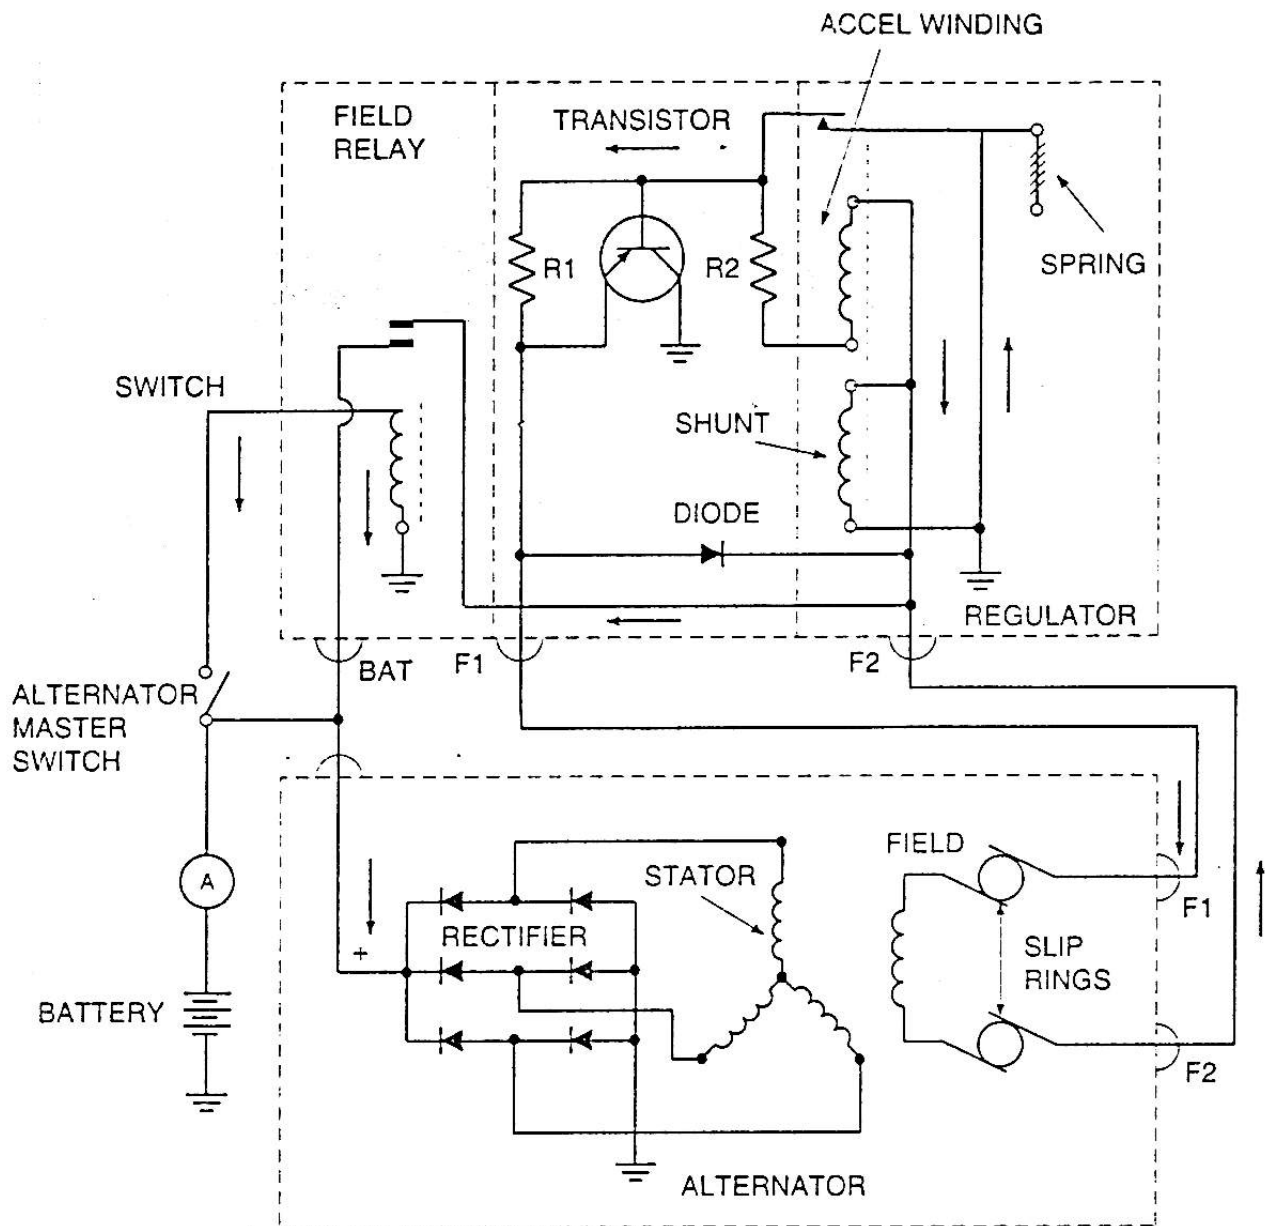 ACCEL WINDING
FIELD
RELAY
TRANSISTOR
R1
R2
SPRING
SWITCH
SHUNT
DIODE
REGULATOR
BAT
F1
F2
ALTERNATOR
MASTER
SWITCH
FIELD
STATOR
A
F1
RECTIFIER
+
SLIP
RINGS
BATTERY
F2
ALTERNATOR